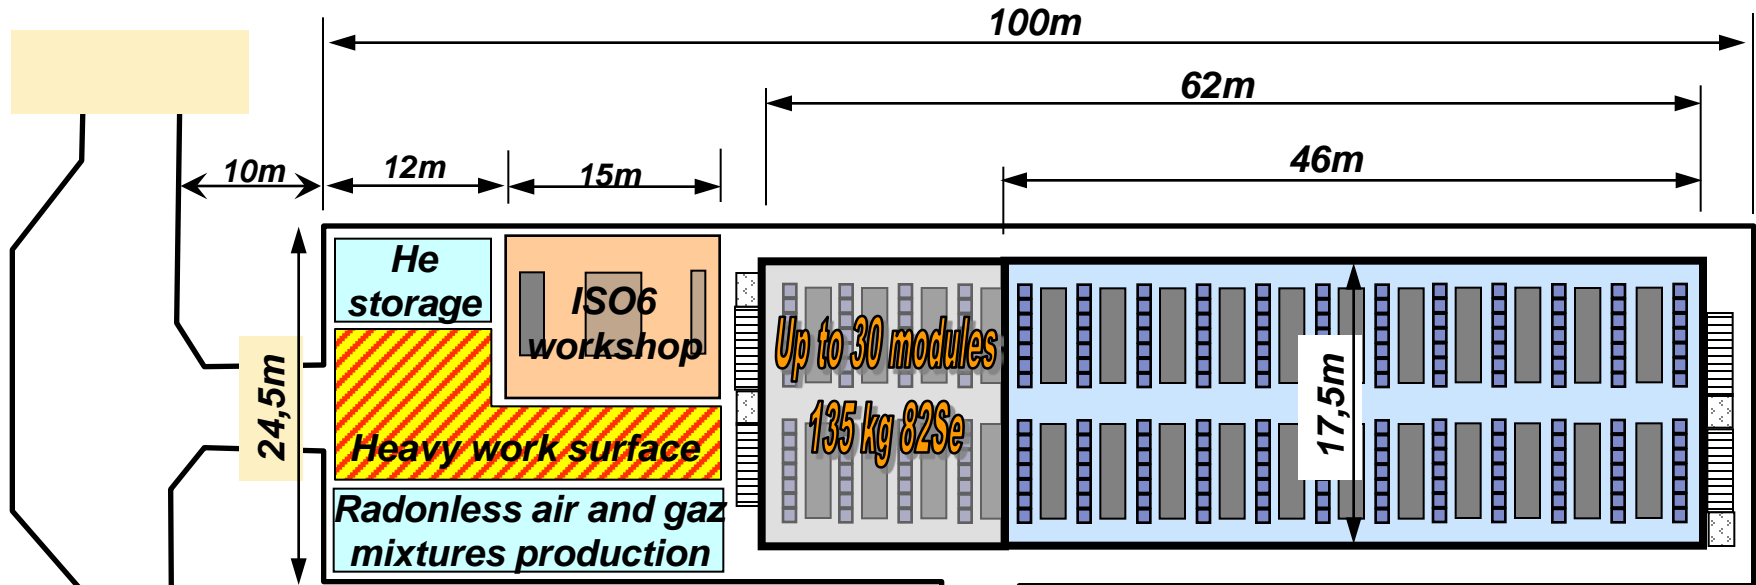 100m
62m
46m
10m
12m
15m
He
storage
ISO6
workshop
Up to 30 modules
135 kg 82Se
24,5m
17,5m
Heavy work surface
Radonless air and gaz
mixtures production